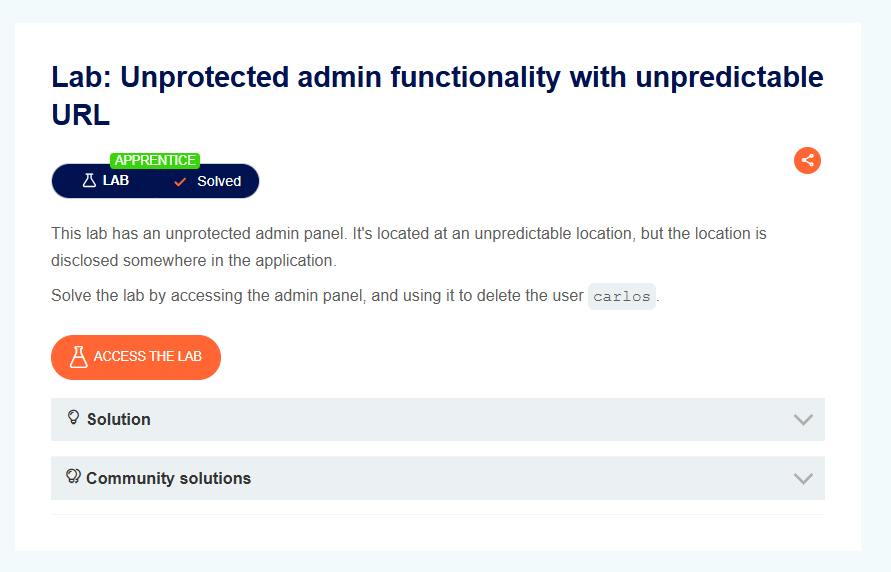 Lab: Unprotected admin functionality with unpredictable
URL
APPRENTICE
LAB
Solved
This lab has an unprotected admin panel. It's located at an unpredictable location, but the location is
disclosed somewhere in the application.
Solve the lab by accessing the admin panel, and using it to delete the user carlos.
ACCESS THE LAB
Solution
Community solutions